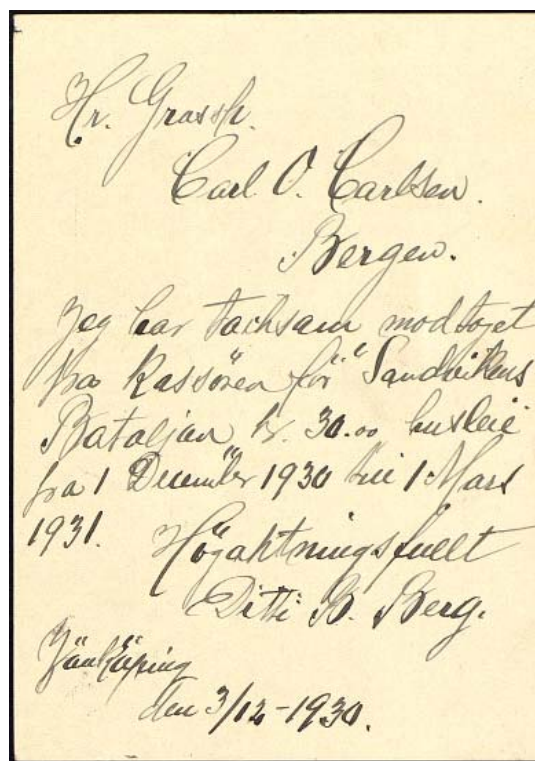 Hr. Grossh.
Carl O. Carlsen.
Bergen.
Jeg har tacksam modtaget
fra Kassören för "Sandvikens
Bataljon kr. 30.00 husleie
fra 1 December 1930 till 1 Mars
1931.
Högaktningsfullt
Ditti B. Berg.
Jönköping
den 3/12-1930.